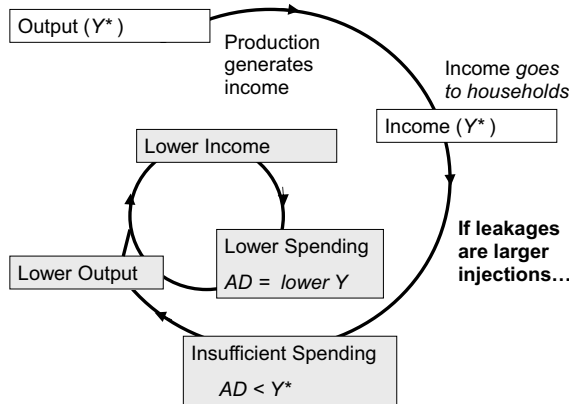 Output (Y*)
Production
generates
income
Income goes
to households
Income (Y*)
If leakages
are larger
injections…
Insufficient Spending
AD < Y*
Lower Output
Lower Income
Lower Spending
AD = lower Y